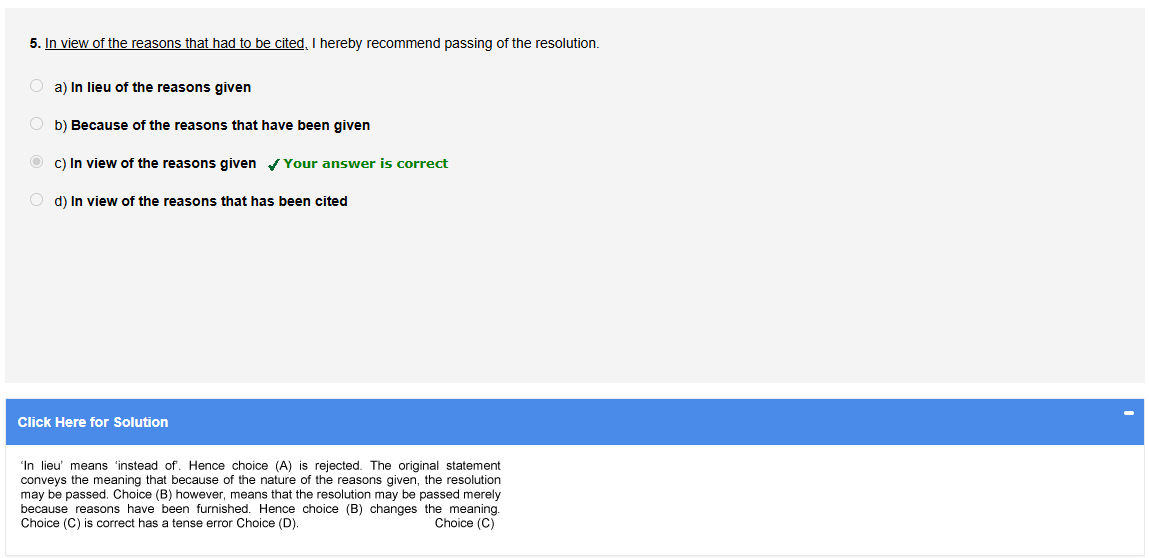 5. In view of the reasons that had to be cited, I hereby recommend passing of the resolution.
a) In lieu of the reasons given
b) Because of the reasons that have been given
c) In view of the reasons given ✓ Your answer is correct
d) In view of the reasons that has been cited
Click Here for Solution
‘In lieu’ means ‘instead of’. Hence choice (A) is rejected. The original statement
conveys the meaning that because of the nature of the reasons given, the resolution
may be passed. Choice (B) however, means that the resolution may be passed merely
because reasons have been furnished. Hence choice (B) changes the meaning.
Choice (C) is correct has a tense error Choice (D). Choice (C)